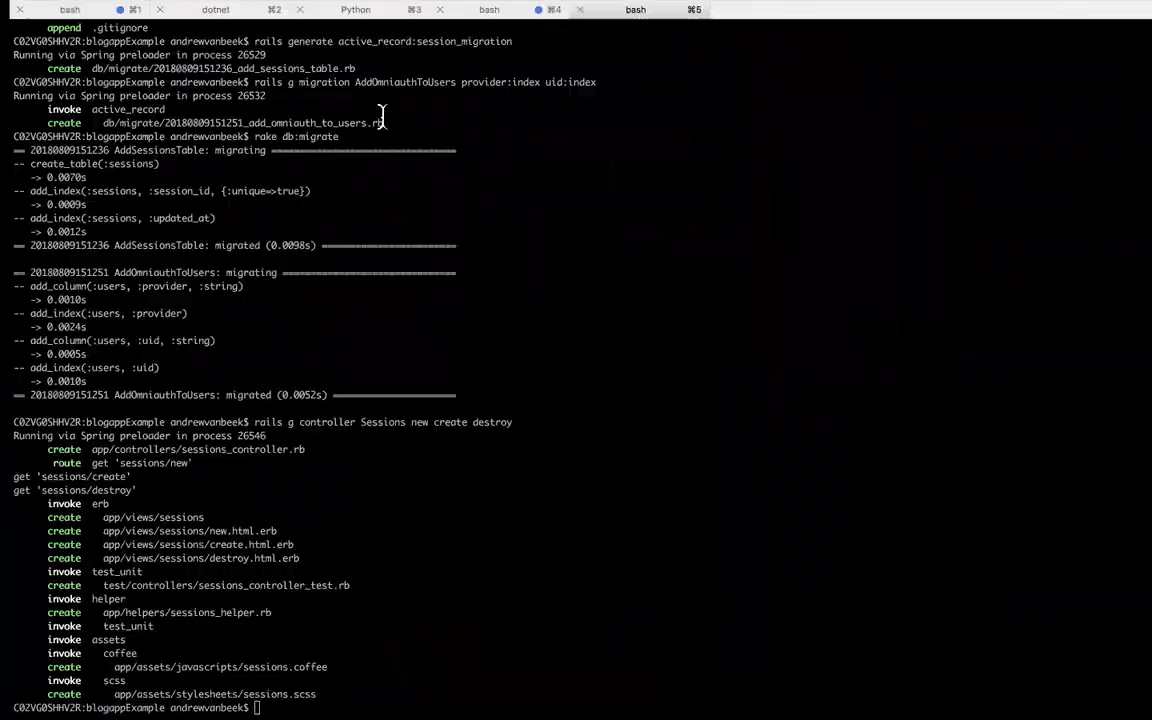 bash ⌘1 dotnet ⌘2 Python ⌘3 bash ⌘4 bash ⌘5
append .gitignore
C02VG0SHHV2R:blogappExample andrewvanbeek$ rails generate active_record:session_migration
Running via Spring preloader in process 26529
create db/migrate/20180809151236_add_sessions_table.rb
C02VG0SHHV2R:blogappExample andrewvanbeek$ rails g migration AddOmniauthToUsers provider:index uid:index
Running via Spring preloader in process 26532
invoke active_record
create db/migrate/20180809151251_add_omniauth_to_users.rb
C02VG0SHHV2R:blogappExample andrewvanbeek$ rake db:migrate
== 20180809151236 AddSessionsTable: migrating ======================
-- create_table(:sessions)
-> 0.0070s
-- add_index(:sessions, :session_id, {:unique=>true})
-> 0.0009s
-- add_index(:sessions, :updated_at)
-> 0.0012s
== 20180809151236 AddSessionsTable: migrated (0.0098s) ================
== 20180809151251 AddOmniauthToUsers: migrating ====================
-- add_column(:users, :provider, :string)
-> 0.0010s
-- add_index(:users, :provider)
-> 0.0024s
-- add_column(:users, :uid, :string)
-> 0.0005s
-- add_index(:users, :uid)
-> 0.0010s
== 20180809151251 AddOmniauthToUsers: migrated (0.0052s) ==============
C02VG0SHHV2R:blogappExample andrewvanbeek$ rails g controller Sessions new create destroy
Running via Spring preloader in process 26546
create app/controllers/sessions_controller.rb
route get 'sessions/new'
get 'sessions/create'
get 'sessions/destroy'
invoke erb
create app/views/sessions
create app/views/sessions/new.html.erb
create app/views/sessions/create.html.erb
create app/views/sessions/destroy.html.erb
invoke test_unit
create test/controllers/sessions_controller_test.rb
invoke helper
create app/helpers/sessions_helper.rb
invoke test_unit
invoke assets
invoke coffee
create app/assets/javascripts/sessions.coffee
invoke scss
create app/assets/stylesheets/sessions.scss
C02VG0SHHV2R:blogappExample andrewvanbeek$